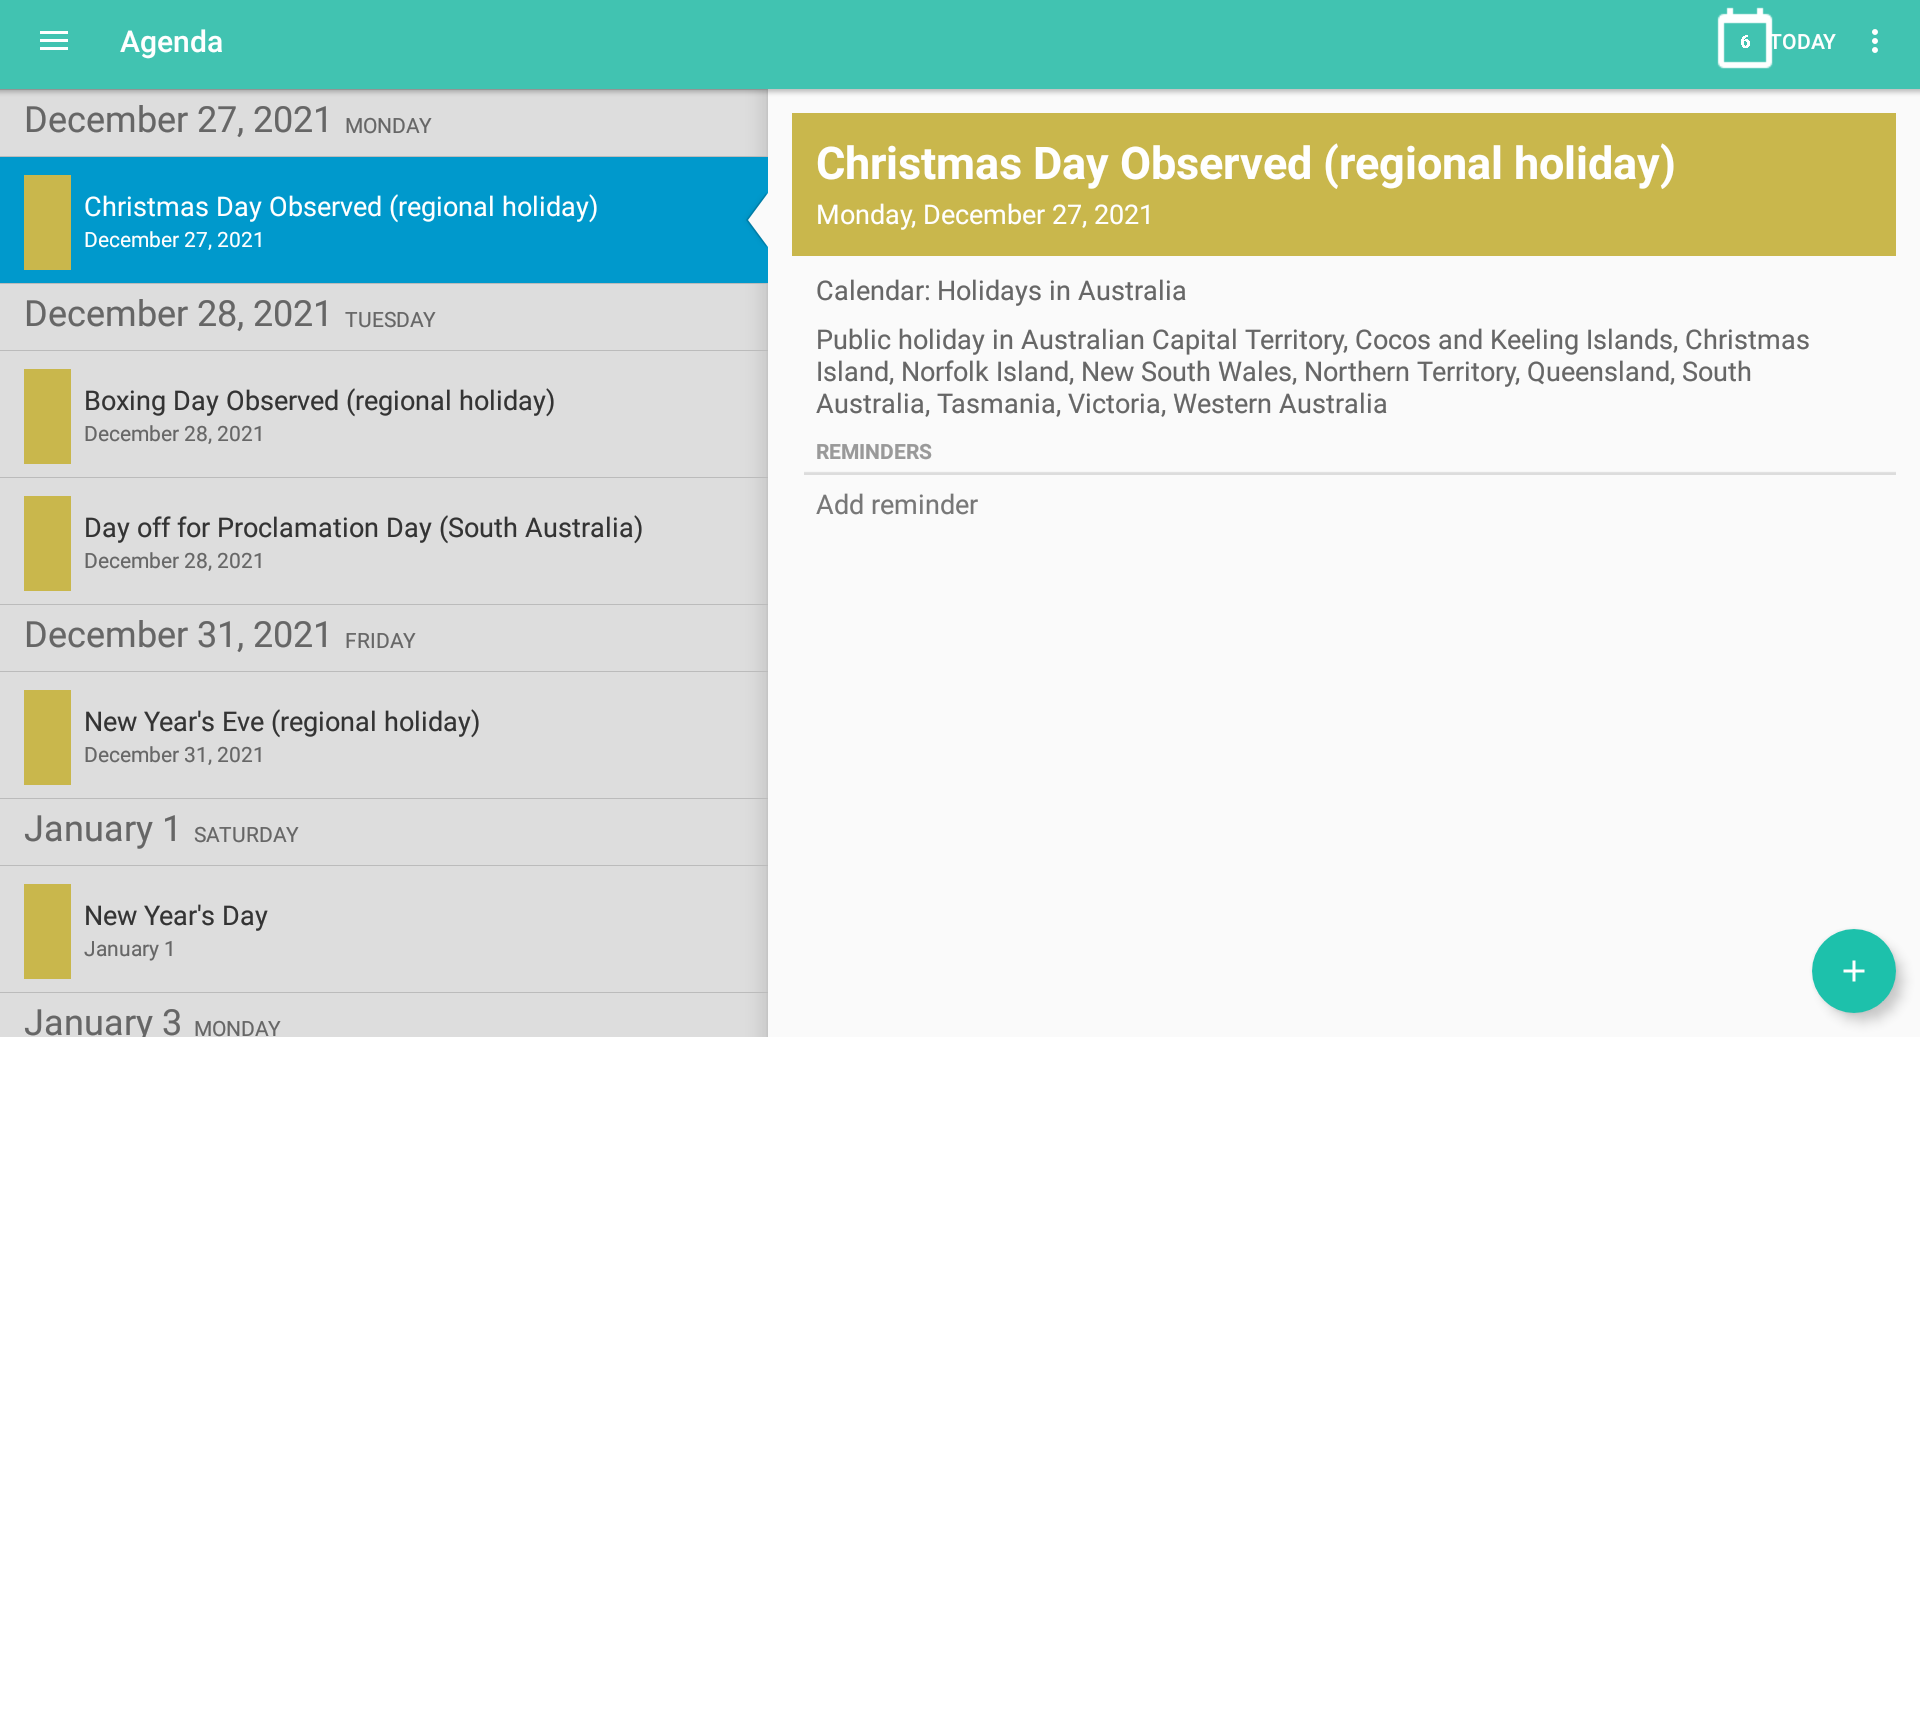 Agenda
6 TODAY
December 27, 2021 MONDAY
Christmas Day Observed (regional holiday)
December 27, 2021
December 28, 2021 TUESDAY
Boxing Day Observed (regional holiday)
December 28, 2021
Day off for Proclamation Day (South Australia)
December 28, 2021
December 31, 2021 FRIDAY
New Year's Eve (regional holiday)
December 31, 2021
January 1 SATURDAY
New Year's Day
January 1
January 3 MONDAY
Christmas Day Observed (regional holiday)
Monday, December 27, 2021
Calendar: Holidays in Australia
Public holiday in Australian Capital Territory, Cocos and Keeling Islands, Christmas
Island, Norfolk Island, New South Wales, Northern Territory, Queensland, South
Australia, Tasmania, Victoria, Western Australia
REMINDERS
Add reminder